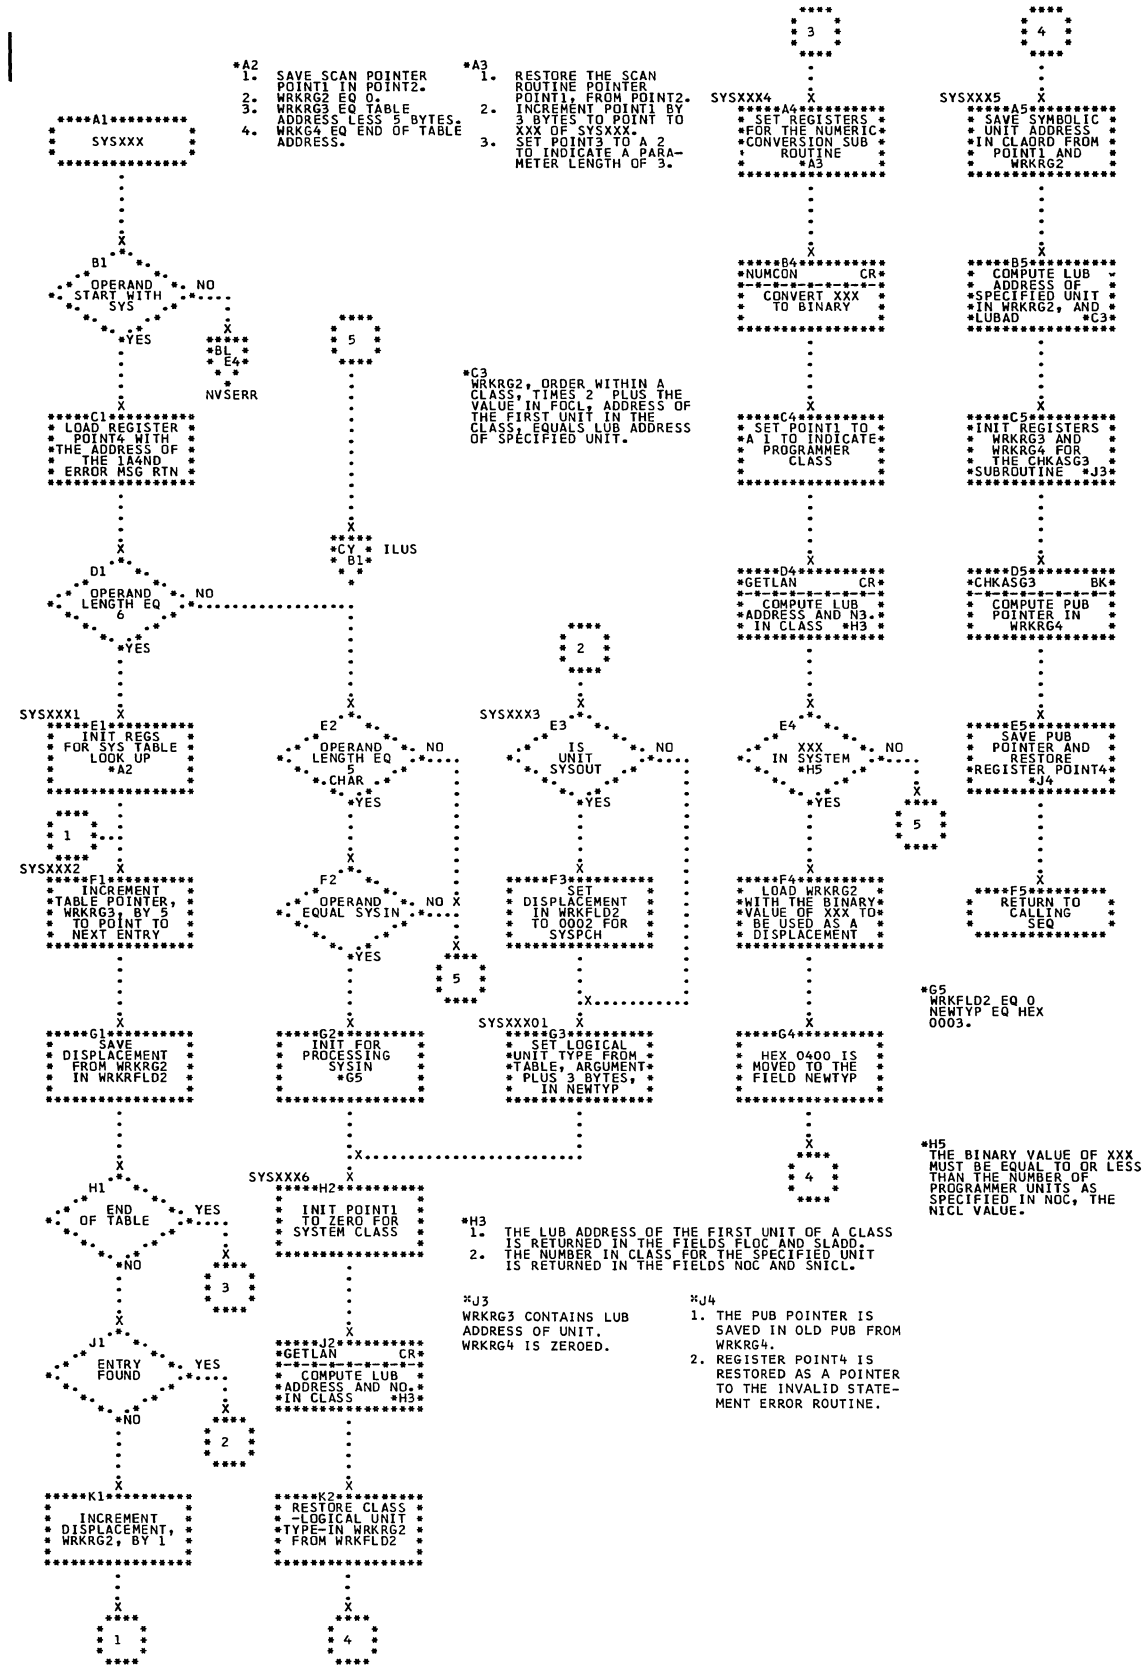 3
4
*A2
1. SAVE SCAN POINTER
POINT1 IN POINT2.
2. WRKRG2 EQ 0.
3. WRKRG3 EQ TABLE
ADDRESS LESS 5 BYTES.
4. WRKG4 EQ END OF TABLE
ADDRESS.
*A3
1. RESTORE THE SCAN
ROUTINE POINTER
POINT1, FROM POINT2.
2. INCREMENT POINT1 BY
3 BYTES TO POINT TO
XXX OF SYSXXX.
3. SET POINT3 TO A 2
TO INDICATE A PARA-
METER LENGTH OF 3.
A1
SYSXXX
SYSXXX4
A4
SET REGISTERS
FOR THE NUMERIC
CONVERSION SUB
ROUTINE
*A3
SYSXXX5
A5
SAVE SYMBOLIC
UNIT ADDRESS
IN CLAORD FROM
POINT1 AND
WRKRG2
B1
OPERAND
START WITH
SYS
NO
YES
BL
E4
NVSERR
5
B4
NUMCON CR
CONVERT XXX
TO BINARY
B5
COMPUTE LUB
ADDRESS OF
SPECIFIED UNIT
IN WRKRG2, AND
LUBAD *C3
*C3
WRKRG2, ORDER WITHIN A
CLASS, TIMES 2 PLUS THE
VALUE IN FOCL, ADDRESS OF
THE FIRST UNIT IN THE
CLASS, EQUALS LUB ADDRESS
OF SPECIFIED UNIT.
C1
LOAD REGISTER
POINT4 WITH
THE ADDRESS OF
THE 1A4ND
ERROR MSG RTN
C4
SET POINT1 TO
A 1 TO INDICATE
PROGRAMMER
CLASS
C5
INIT REGISTERS
WRKRG3 AND
WRKRG4 FOR
THE CHKASG3
SUBROUTINE *J3
CY
B1
ILUS
D1
OPERAND
LENGTH EQ
6
NO
YES
D4
GETLAN CR
COMPUTE LUB
ADDRESS AND N3.
IN CLASS *H3
D5
CHKASG3 BK
COMPUTE PUB
POINTER IN
WRKRG4
2
SYSXXX1
E1
INIT REGS
FOR SYS TABLE
LOOK UP
*A2
E2
OPERAND
LENGTH EQ
5
CHAR
NO
YES
SYSXXX3
E3
IS
UNIT
SYSOUT
NO
YES
E4
XXX
IN SYSTEM
*H5
NO
YES
5
E5
SAVE PUB
POINTER AND
RESTORE
REGISTER POINT4
*J4
1
SYSXXX2
F1
INCREMENT
TABLE POINTER,
WRKRG3, BY 5
TO POINT TO
NEXT ENTRY
F2
OPERAND
EQUAL SYSIN
NO
YES
5
F3
SET
DISPLACEMENT
IN WRKFLD2
TO 0002 FOR
SYSPCH
F4
LOAD WRKRG2
WITH THE BINARY
VALUE OF XXX TO
BE USED AS A
DISPLACEMENT
F5
RETURN TO
CALLING
SEQ
*G5
WRKFLD2 EQ 0
NEWTYP EQ HEX
0003.
G1
SAVE
DISPLACEMENT
FROM WRKRG2
IN WRKRFLD2
G2
INIT FOR
PROCESSING
SYSIN
*G5
SYSXXX01
G3
SET LOGICAL
UNIT TYPE FROM
TABLE, ARGUMENT
PLUS 3 BYTES,
IN NEWTYP
G4
HEX 0400 IS
MOVED TO THE
FIELD NEWTYP
4
*H5
THE BINARY VALUE OF XXX
MUST BE EQUAL TO OR LESS
THAN THE NUMBER OF
PROGRAMMER UNITS AS
SPECIFIED IN NOC, THE
NICL VALUE.
H1
END
OF TABLE
YES
NO
3
SYSXXX6
H2
INIT POINT1
TO ZERO FOR
SYSTEM CLASS
*H3
1. THE LUB ADDRESS OF THE FIRST UNIT OF A CLASS
IS RETURNED IN THE FIELDS FLOC AND SLADD.
2. THE NUMBER IN CLASS FOR THE SPECIFIED UNIT
IS RETURNED IN THE FIELDS NOC AND SNICL.
*J3
WRKRG3 CONTAINS LUB
ADDRESS OF UNIT.
WRKRG4 IS ZEROED.
*J4
1. THE PUB POINTER IS
SAVED IN OLD PUB FROM
WRKRG4.
2. REGISTER POINT4 IS
RESTORED AS A POINTER
TO THE INVALID STATE-
MENT ERROR ROUTINE.
J1
ENTRY
FOUND
YES
NO
2
J2
GETLAN CR
COMPUTE LUB
ADDRESS AND NO.
IN CLASS *H3
K1
INCREMENT
DISPLACEMENT,
WRKRG2, BY 1
K2
RESTORE CLASS
-LOGICAL UNIT
TYPE-IN WRKRG2
FROM WRKFLD2
1
4